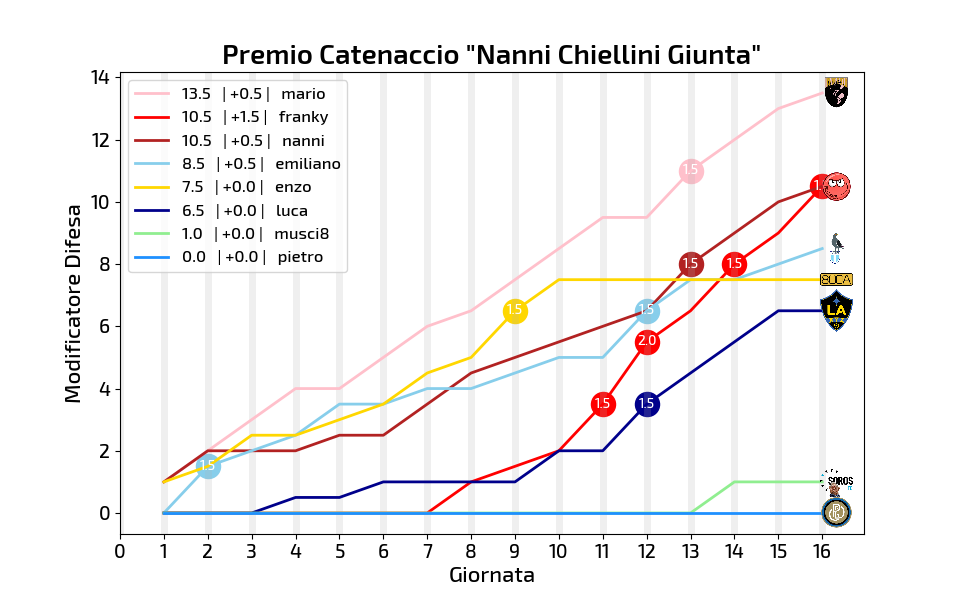 Premio Catenaccio "Nanni Chiellini Giunta"
13.5 | +0.5 | mario
10.5 | +1.5 | franky
10.5 | +0.5 | nanni
8.5 | +0.5 | emiliano
7.5 | +0.0 | enzo
6.5 | +0.0 | luca
1.0 | +0.0 | musci8
0.0 | +0.0 | pietro
Modificatore Difesa
14
12
10
8
6
4
2
0
1.5
1.5
1.5
1.5
1.5
1.5
2.0
1.5
1.5
SUCA
LA
SOROS
0 1 2 3 4 5 6 7 8 9 10 11 12 13 14 15 16
Giornata